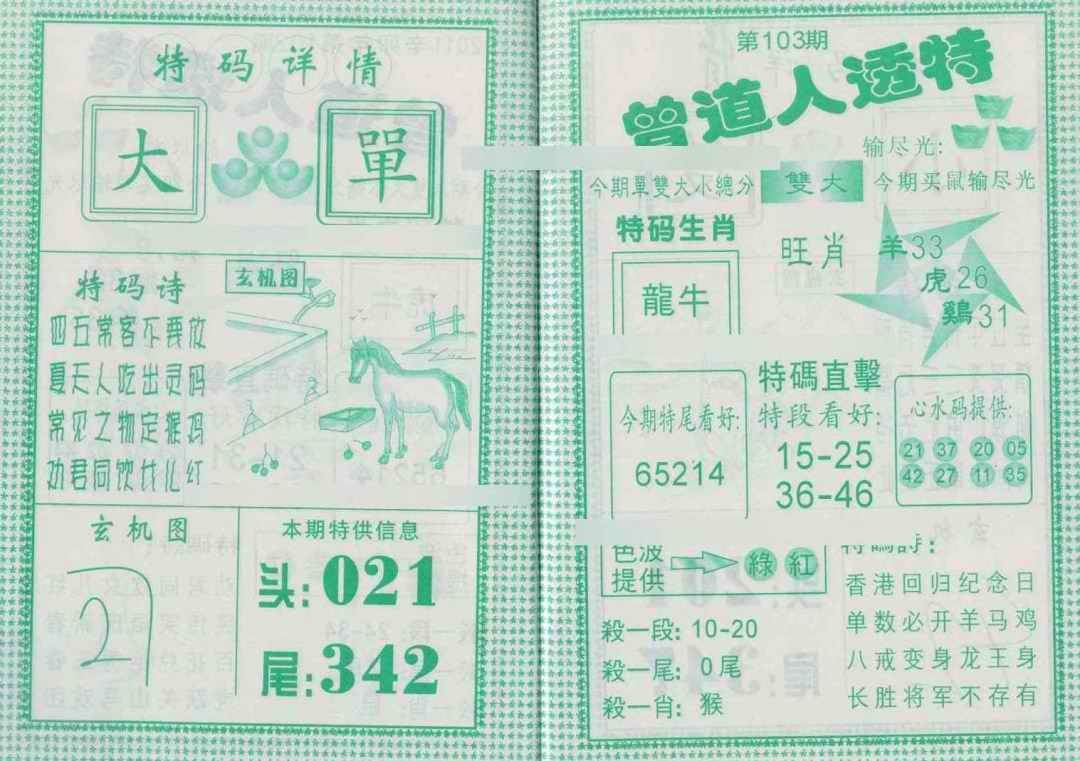 特码详情
大 單
特码诗
四五常客不要放
夏天人吃出灵码
常见之物定猴鸡
劝君同饮女儿红
玄机图
玄机图
本期特供信息
头:021
尾:342
第103期
曾道人透特
输尽光:
今期單雙大小總分
雙大
今期买鼠输尽光
特码生肖
龍牛
旺肖
羊33
虎26
鷄31
今期特尾看好:
65214
特碼直擊
特段看好:
15-25
36-46
心水码提供:
21 37 20 05
42 27 11 35
色波
提供
綠 紅
殺一段: 10-20
殺一尾: 0尾
殺一肖: 猴
特碼詩:
香港回归纪念日
单数必开羊马鸡
八戒变身龙王身
长胜将军不存有